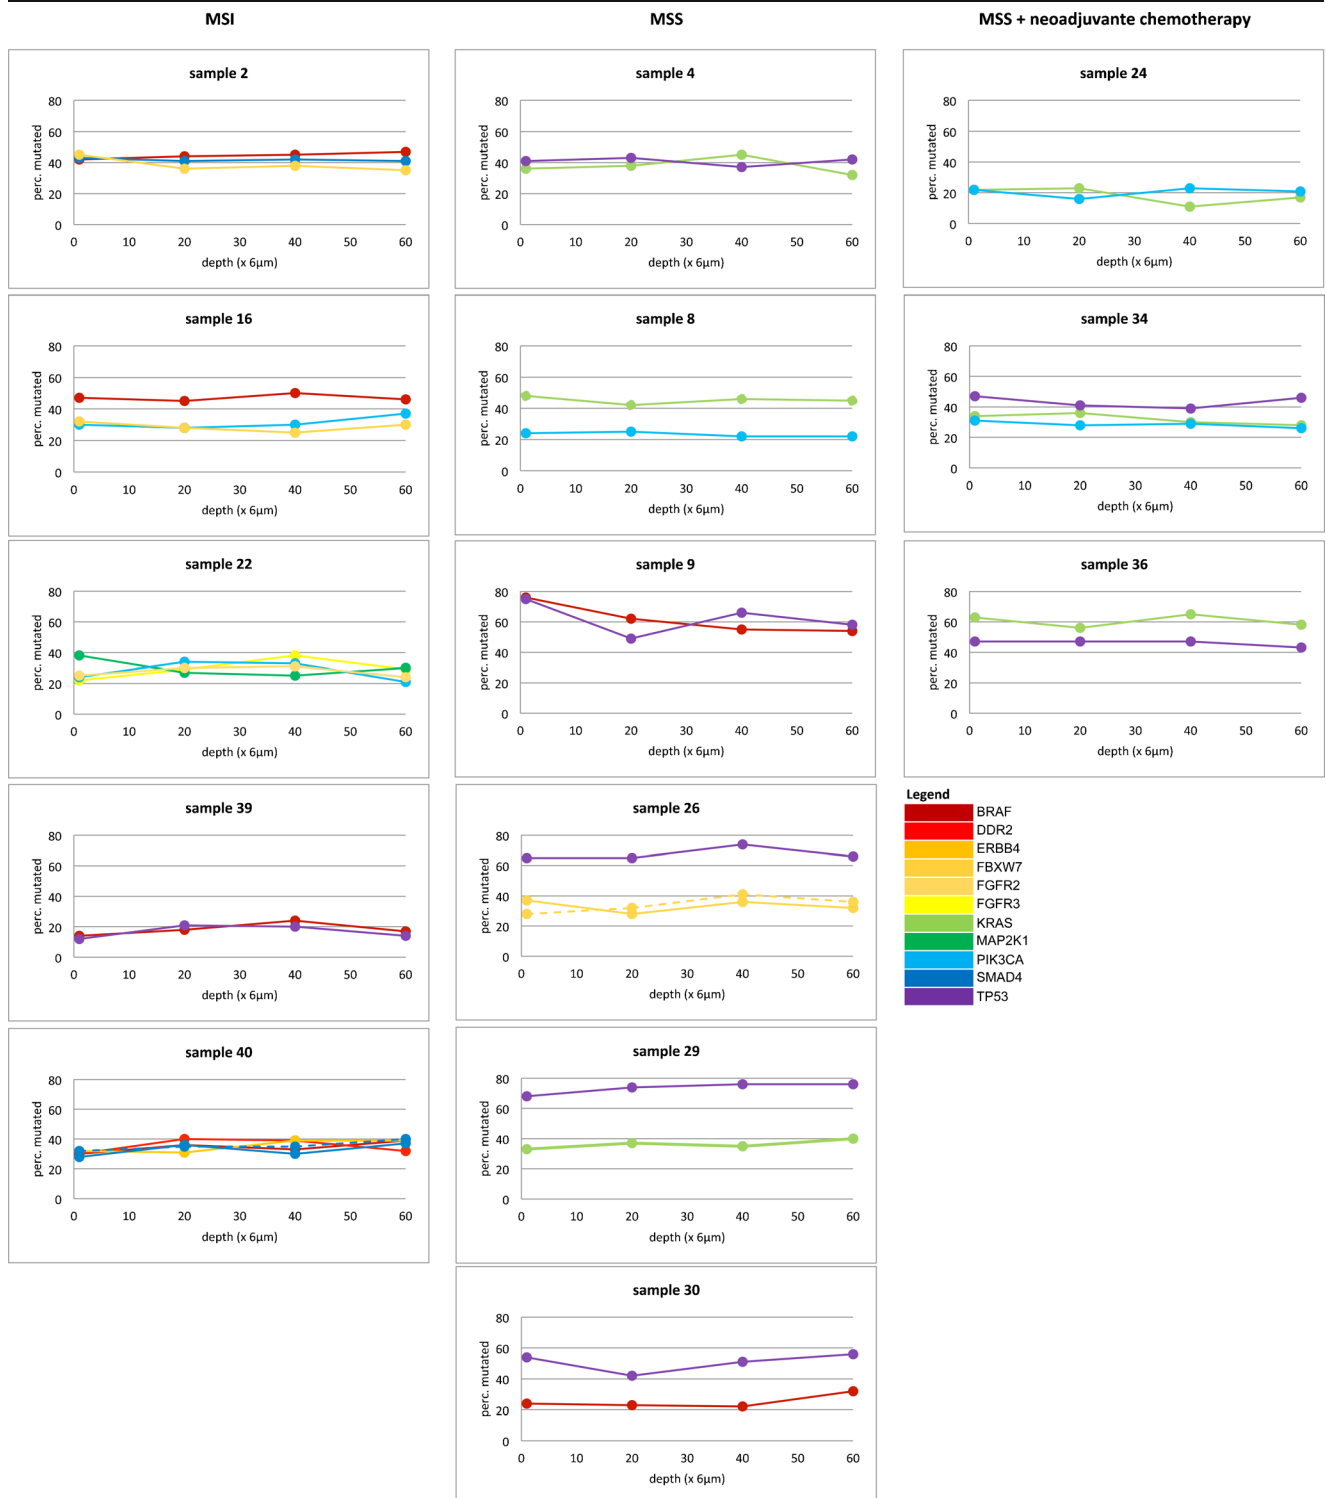 MSI MSS MSS + neoadjuvante chemotherapy
sample 2
perc. mutated
80
60
40
20
0
0 10 20 30 40 50 60
depth (x 6µm)
sample 16
perc. mutated
80
60
40
20
0
0 10 20 30 40 50 60
depth (x 6µm)
sample 22
perc. mutated
80
60
40
20
0
0 10 20 30 40 50 60
depth (x 6µm)
sample 39
perc. mutated
80
60
40
20
0
0 10 20 30 40 50 60
depth (x 6µm)
sample 40
perc. mutated
80
60
40
20
0
0 10 20 30 40 50 60
depth (x 6µm)
sample 4
perc. mutated
80
60
40
20
0
0 10 20 30 40 50 60
depth (x 6µm)
sample 8
perc. mutated
80
60
40
20
0
0 10 20 30 40 50 60
depth (x 6µm)
sample 9
perc. mutated
80
60
40
20
0
0 10 20 30 40 50 60
depth (x 6µm)
sample 26
perc. mutated
80
60
40
20
0
0 10 20 30 40 50 60
depth (x 6µm)
sample 29
perc. mutated
80
60
40
20
0
0 10 20 30 40 50 60
depth (x 6µm)
sample 30
perc. mutated
80
60
40
20
0
0 10 20 30 40 50 60
depth (x 6µm)
sample 24
perc. mutated
80
60
40
20
0
0 10 20 30 40 50 60
depth (x 6µm)
sample 34
perc. mutated
80
60
40
20
0
0 10 20 30 40 50 60
depth (x 6µm)
sample 36
perc. mutated
80
60
40
20
0
0 10 20 30 40 50 60
depth (x 6µm)
Legend
BRAF
DDR2
ERBB4
FBXW7
FGFR2
FGFR3
KRAS
MAP2K1
PIK3CA
SMAD4
TP53